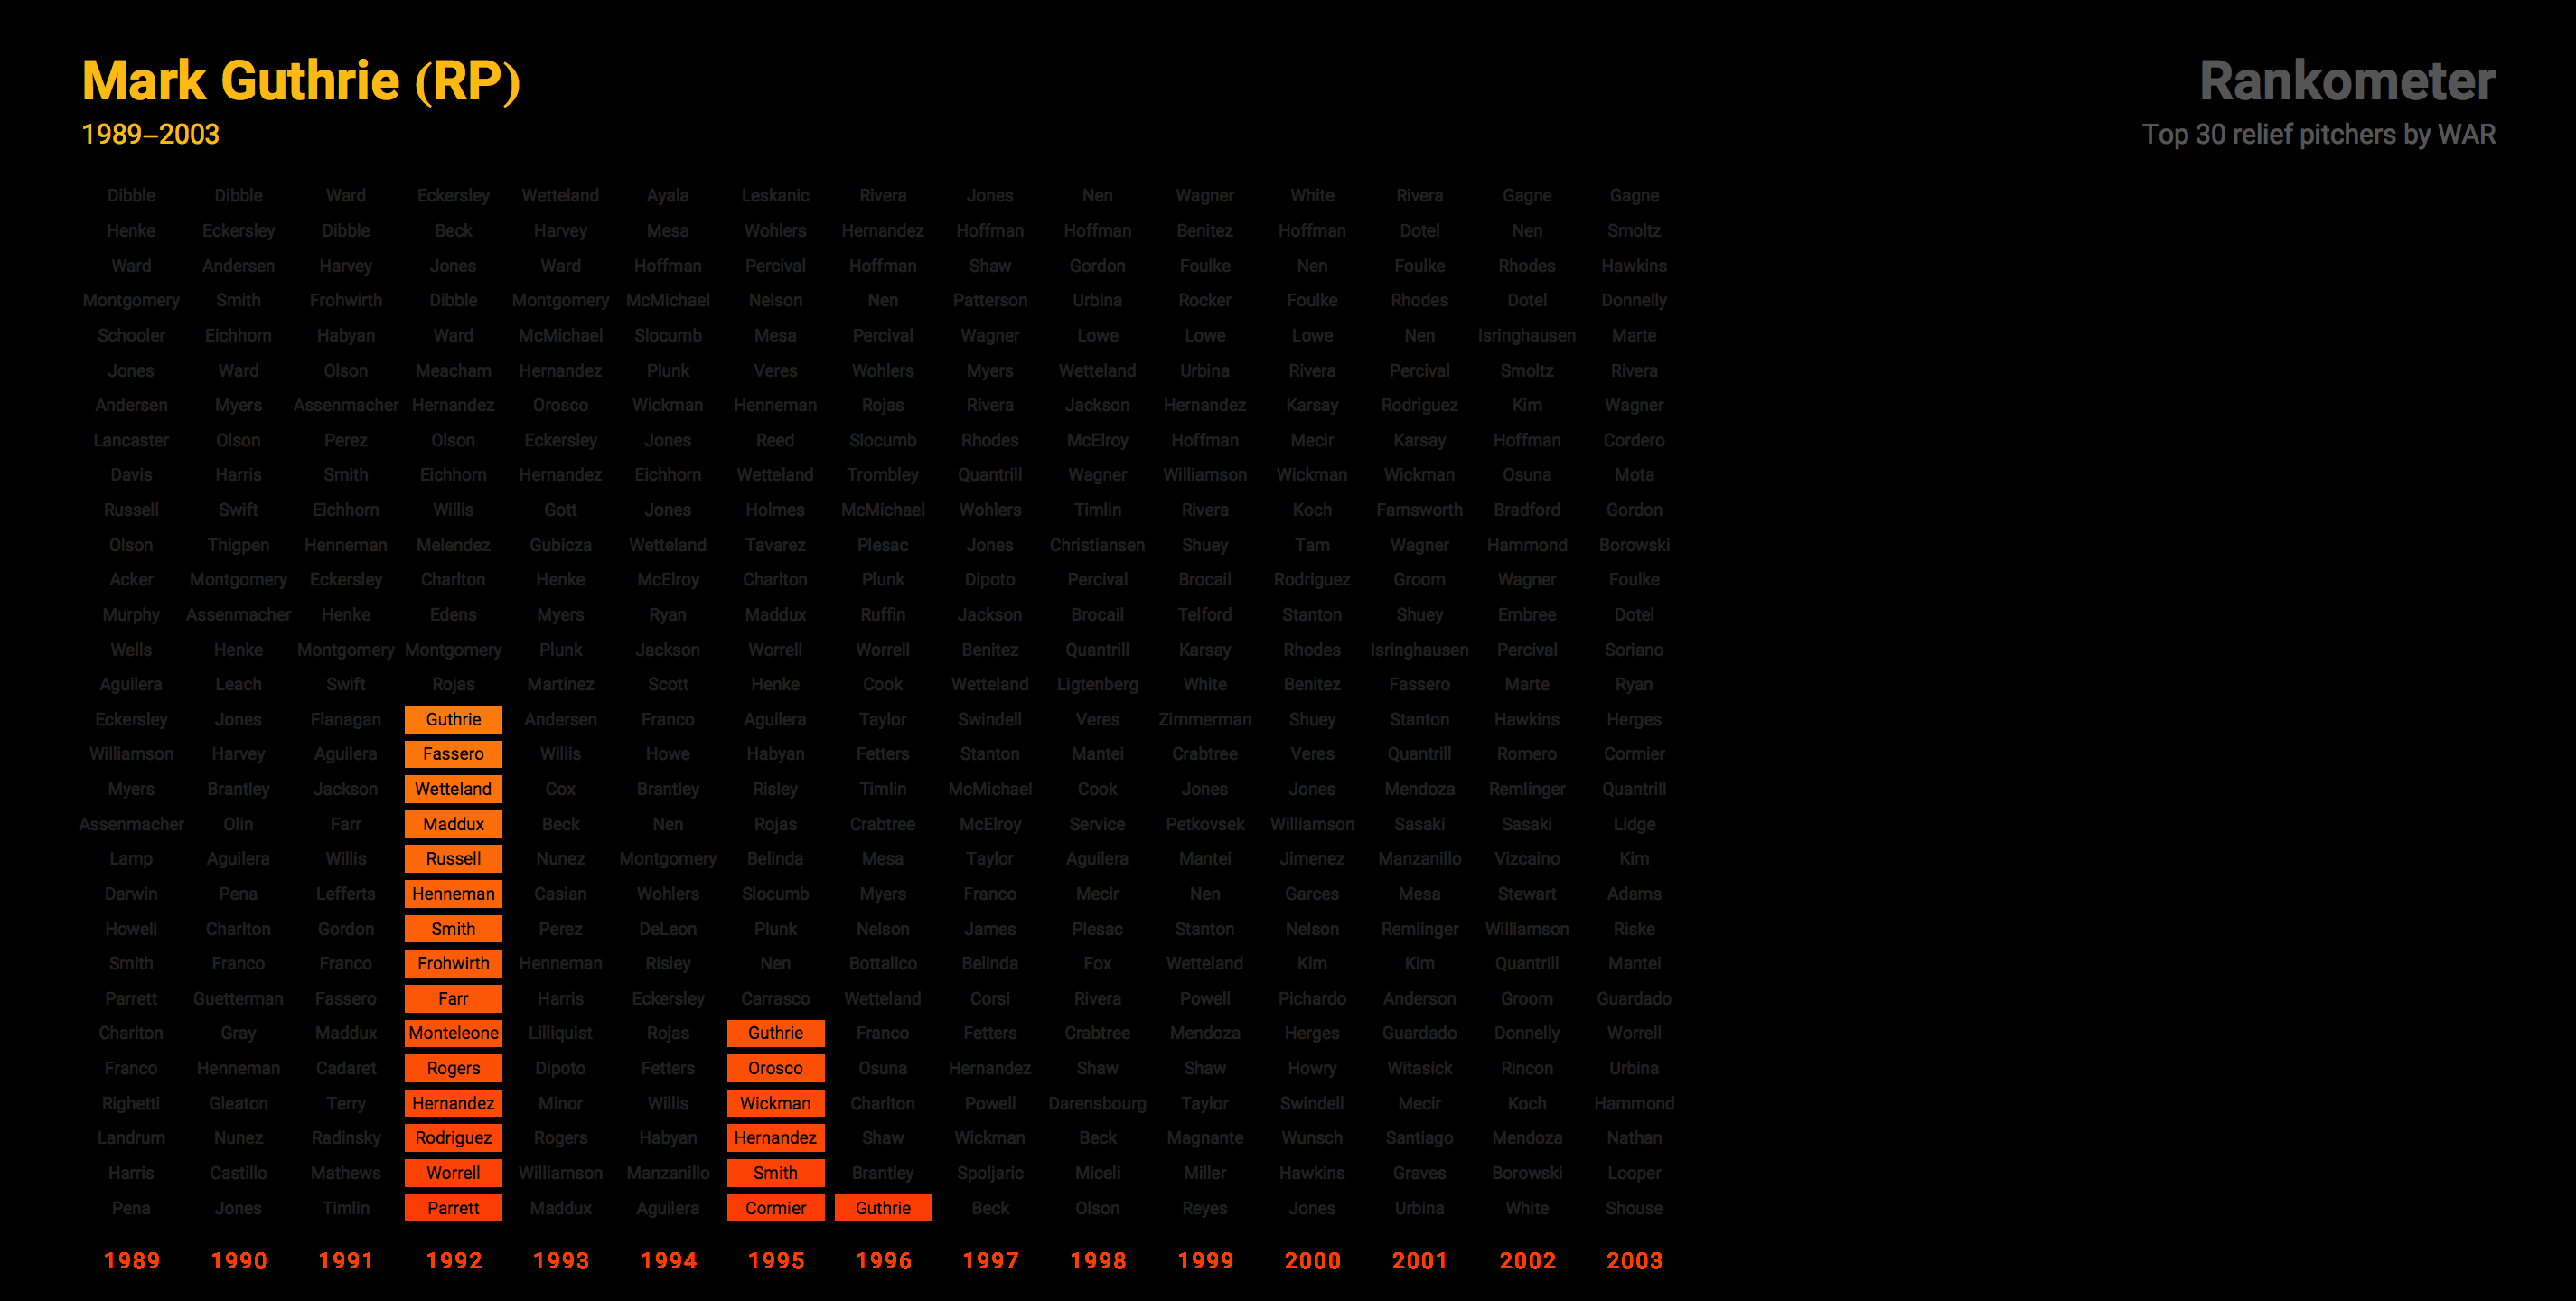 Mark Guthrie (RP)
1989–2003
Rankometer
Top 30 relief pitchers by WAR
Dibble Dibble Ward Eckersley Wetteland Ayala Leskanic Rivera Jones Nen Wagner White Rivera Gagne Gagne
Henke Eckersley Dibble Beck Harvey Mesa Wohlers Hernandez Hoffman Hoffman Benitez Hoffman Dotel Nen Smoltz
Ward Andersen Harvey Jones Ward Hoffman Percival Hoffman Shaw Gordon Foulke Nen Foulke Rhodes Hawkins
Montgomery Smith Frohwirth Dibble Montgomery McMichael Nelson Nen Patterson Urbina Rocker Foulke Rhodes Dotel Donnelly
Schooler Eichhorn Habyan Ward McMichael Slocumb Mesa Percival Wagner Lowe Lowe Lowe Nen Isringhausen Marte
Jones Ward Olson Meacham Hernandez Plunk Veres Wohlers Myers Wetteland Urbina Rivera Percival Smoltz Rivera
Andersen Myers Assenmacher Hernandez Orosco Wickman Henneman Rojas Rivera Jackson Hernandez Karsay Rodriguez Kim Wagner
Lancaster Olson Perez Olson Eckersley Jones Reed Slocumb Rhodes McElroy Hoffman Mecir Karsay Hoffman Cordero
Davis Harris Smith Eichhorn Hernandez Eichhorn Wetteland Trombley Quantrill Wagner Williamson Wickman Wickman Osuna Mota
Russell Swift Eichhorn Willis Gott Jones Holmes McMichael Wohlers Timlin Rivera Koch Farnsworth Bradford Gordon
Olson Thigpen Henneman Melendez Gubicza Wetteland Tavarez Plesac Jones Christiansen Shuey Tam Wagner Hammond Borowski
Acker Montgomery Eckersley Charlton Henke McElroy Charlton Plunk Dipoto Percival Brocail Rodriguez Groom Wagner Foulke
Murphy Assenmacher Henke Edens Myers Ryan Maddux Ruffin Jackson Brocail Telford Stanton Shuey Embree Dotel
Wells Henke Montgomery Montgomery Plunk Jackson Worrell Worrell Benitez Quantrill Karsay Rhodes Isringhausen Percival Soriano
Aguilera Leach Swift Rojas Martinez Scott Henke Cook Wetteland Ligtenberg White Benitez Fassero Marte Ryan
Eckersley Jones Flanagan Guthrie Andersen Franco Aguilera Taylor Swindell Veres Zimmerman Shuey Stanton Hawkins Herges
Williamson Harvey Aguilera Fassero Willis Howe Habyan Fetters Stanton Mantei Crabtree Veres Quantrill Romero Cormier
Myers Brantley Jackson Wetteland Cox Brantley Risley Timlin McMichael Cook Jones Jones Mendoza Remlinger Quantrill
Assenmacher Olin Farr Maddux Beck Nen Rojas Crabtree McElroy Service Petkovsek Williamson Sasaki Sasaki Lidge
Lamp Aguilera Willis Russell Nunez Montgomery Belinda Mesa Taylor Aguilera Mantei Jimenez Manzanillo Vizcaino Kim
Darwin Pena Lefferts Henneman Casian Wohlers Slocumb Myers Franco Mecir Nen Garces Mesa Stewart Adams
Howell Charlton Gordon Smith Perez DeLeon Plunk Nelson James Plesac Stanton Nelson Remlinger Williamson Riske
Smith Franco Franco Frohwirth Henneman Risley Nen Bottalico Belinda Fox Wetteland Kim Kim Quantrill Mantei
Parrett Guetterman Fassero Farr Harris Eckersley Carrasco Wetteland Corsi Rivera Powell Pichardo Anderson Groom Guardado
Charlton Gray Maddux Monteleone Lilliquist Rojas Guthrie Franco Fetters Crabtree Mendoza Herges Guardado Donnelly Worrell
Franco Henneman Cadaret Rogers Dipoto Fetters Orosco Osuna Hernandez Shaw Shaw Howry Witasick Rincon Urbina
Righetti Gleaton Terry Hernandez Minor Willis Wickman Charlton Powell Darensbourg Taylor Swindell Mecir Koch Hammond
Landrum Nunez Radinsky Rodriguez Rogers Habyan Hernandez Shaw Wickman Beck Magnante Wunsch Santiago Mendoza Nathan
Harris Castillo Mathews Worrell Williamson Manzanillo Smith Brantley Spoljaric Miceli Miller Hawkins Graves Borowski Looper
Pena Jones Timlin Parrett Maddux Aguilera Cormier Guthrie Beck Olson Reyes Jones Urbina White Shouse
1989 1990 1991 1992 1993 1994 1995 1996 1997 1998 1999 2000 2001 2002 2003